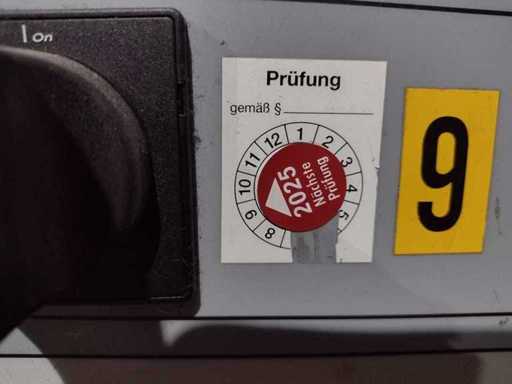 I On
Prüfung
gemäß §
12 1 2 3 4 5 8 9 10 11
2025
Nächste
Prüfung
9